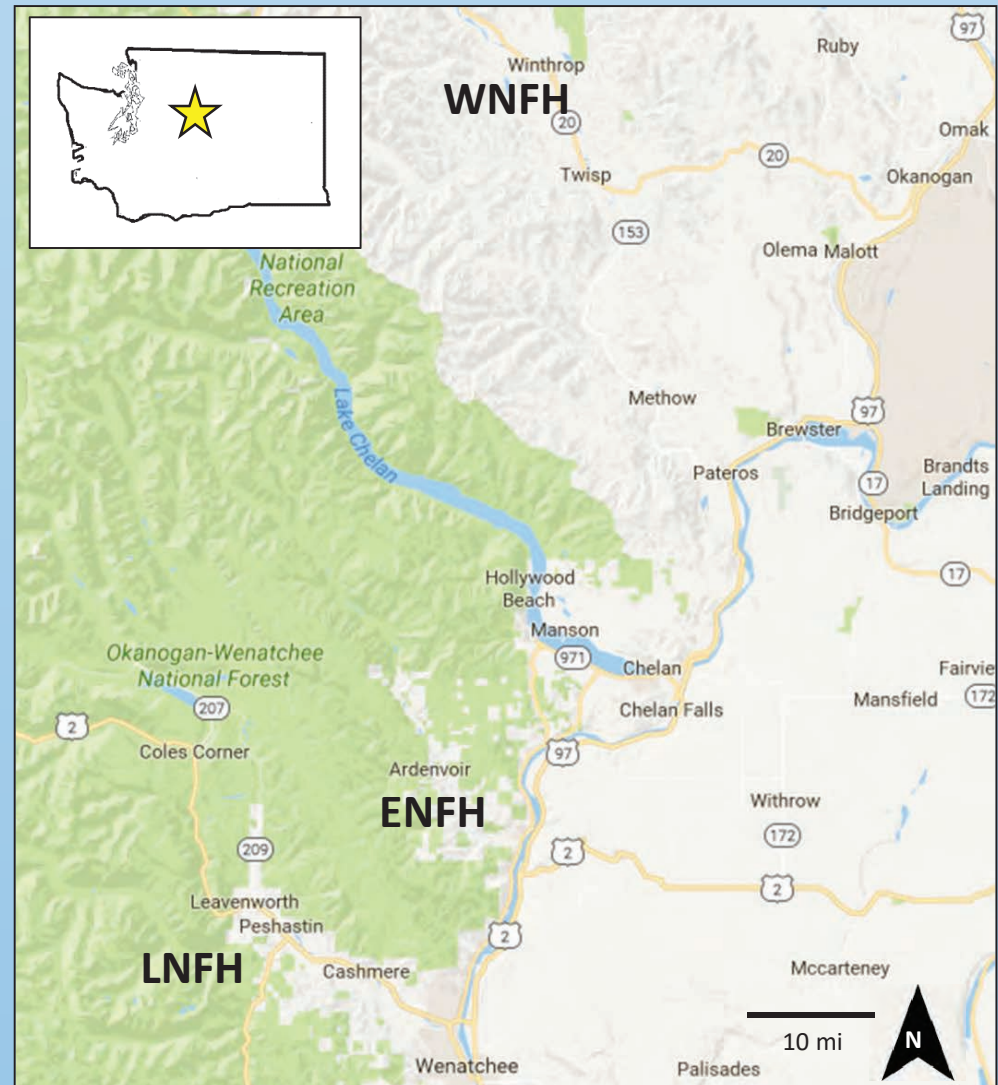 97
Ruby
Winthrop
WNFH
20
Omak
20
Twisp
Okanogan
153
Olema Malott
National
Recreation
Area
Lake Chelan
Methow
97
Brewster
Pateros
Brandts
Landing
17
Bridgeport
17
Hollywood
Beach
Manson
971
Chelan
Okanogan-Wenatchee
National Forest
Fairvie
172
Mansfield
207
Chelan Falls
2
Coles Corner
97
Ardenvoir
ENFH
Withrow
172
209
2
2
Leavenworth
Peshastin
2
LNFH
Cashmere
Mccarteney
10 mi
N
Wenatchee
Palisades